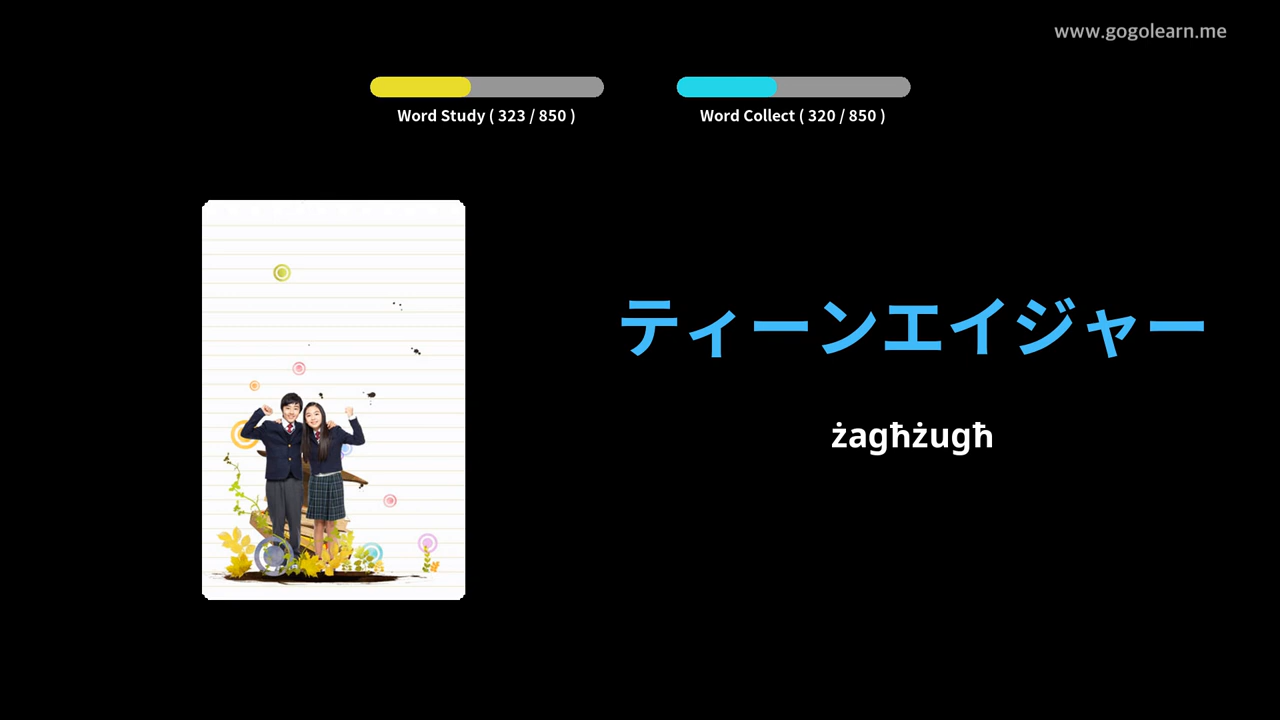 www.gogolearn.me
Word Study ( 323 / 850 )
Word Collect ( 320 / 850 )
ティーンエイジャー
żagħżugħ